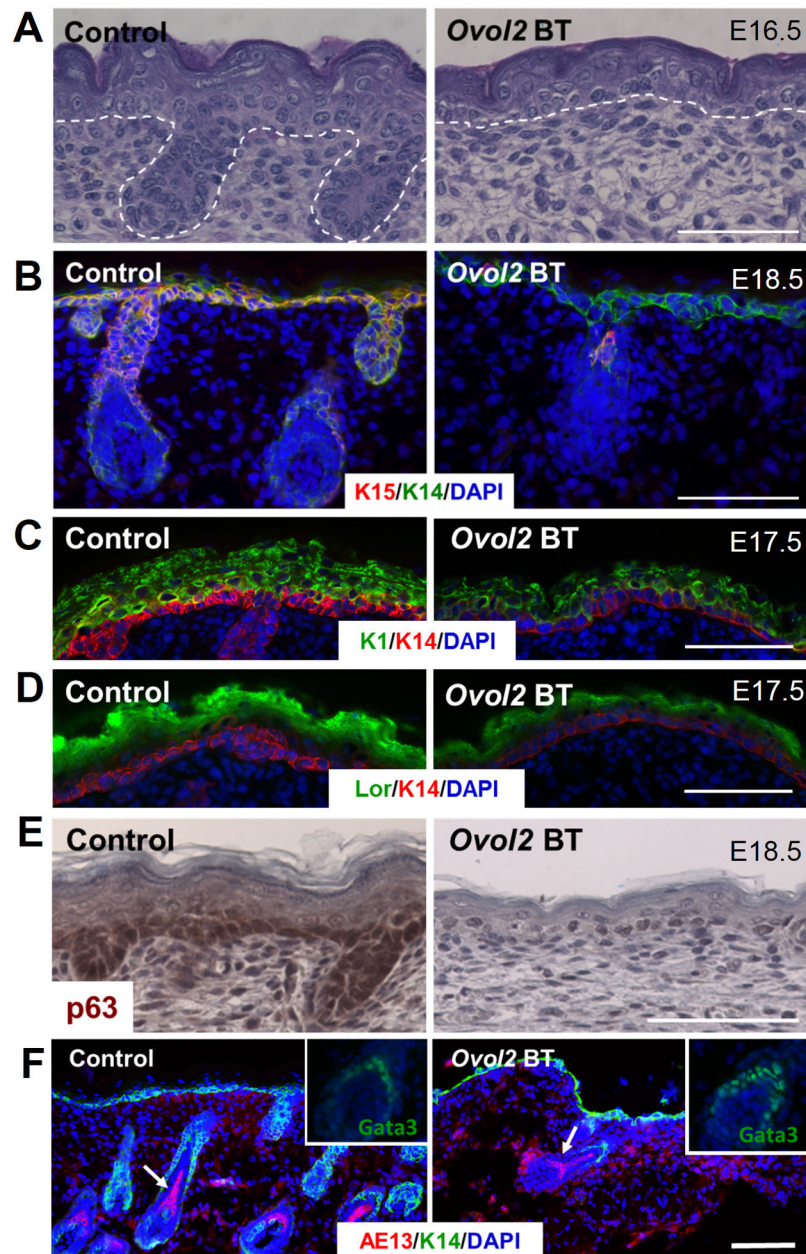 A
Control
Ovol2 BT
E16.5
B
Control
Ovol2 BT
E18.5
K15/K14/DAPI
C
Control
Ovol2 BT
E17.5
K1/K14/DAPI
D
Control
Ovol2 BT
E17.5
Lor/K14/DAPI
E
Control
Ovol2 BT
E18.5
p63
F
Control
Gata3
Ovol2 BT
Gata3
AE13/K14/DAPI